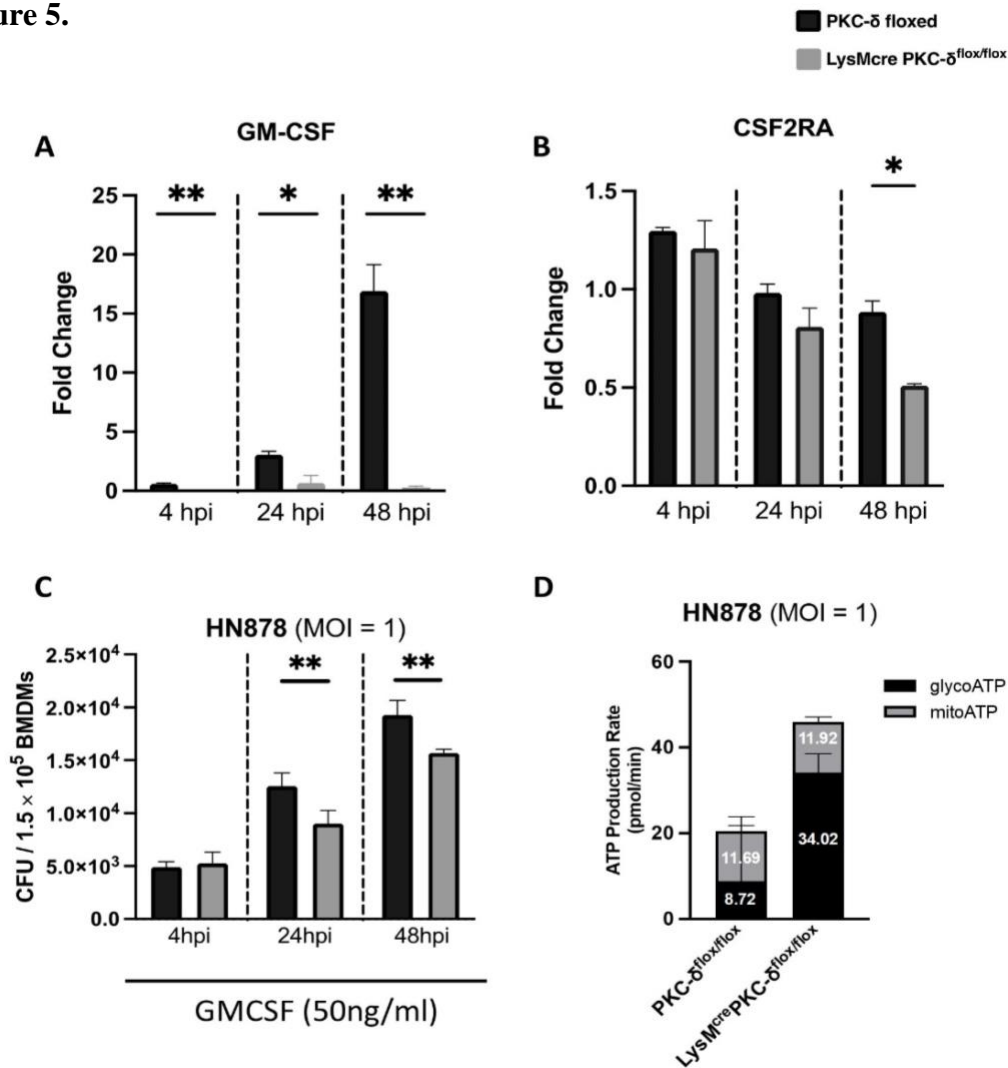 ure 5.
PKC-δ floxed
LysMcre PKC-δflox/flox
A
GM-CSF
**
*
**
Fold Change
25
20
15
10
5
0
4 hpi
24 hpi
48 hpi
B
CSF2RA
*
Fold Change
1.5
1.0
0.5
0.0
4 hpi
24 hpi
48 hpi
C
HN878 (MOI = 1)
**
**
CFU / 1.5 × 10⁵ BMDMs
2.5×10⁴
2.0×10⁴
1.5×10⁴
1.0×10⁴
5.0×10³
0.0
4hpi
24hpi
48hpi
GMCSF (50ng/ml)
D
HN878 (MOI = 1)
glycoATP
mitoATP
ATP Production Rate
(pmol/min)
60
40
20
0
11.69
8.72
11.92
34.02
PKC-δflox/flox
LysMcrePKC-δflox/flox